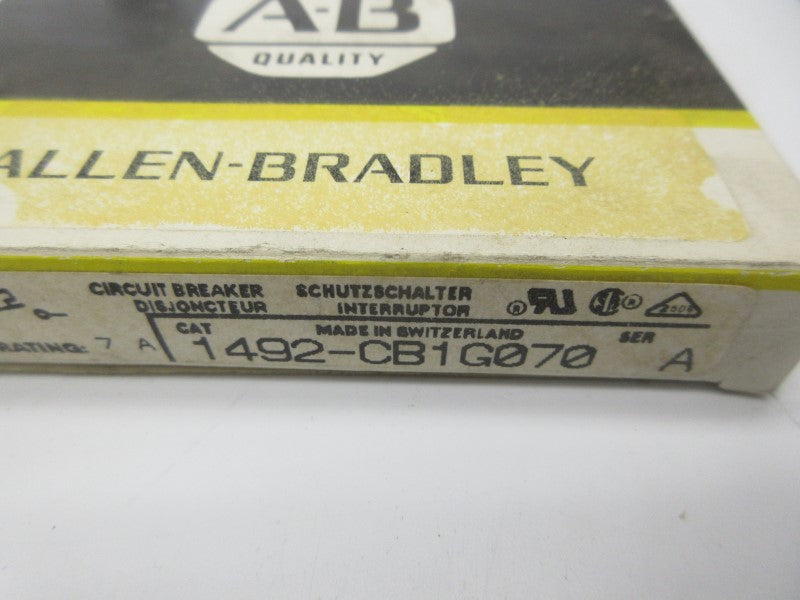 A-B
QUALITY
ALLEN-BRADLEY
CIRCUIT BREAKER SCHUTZSCHALTER
DISJONCTEUR INTERRUPTOR
CAT MADE IN SWITZERLAND SER
RATING: 7 A 1492-CB1G070 A